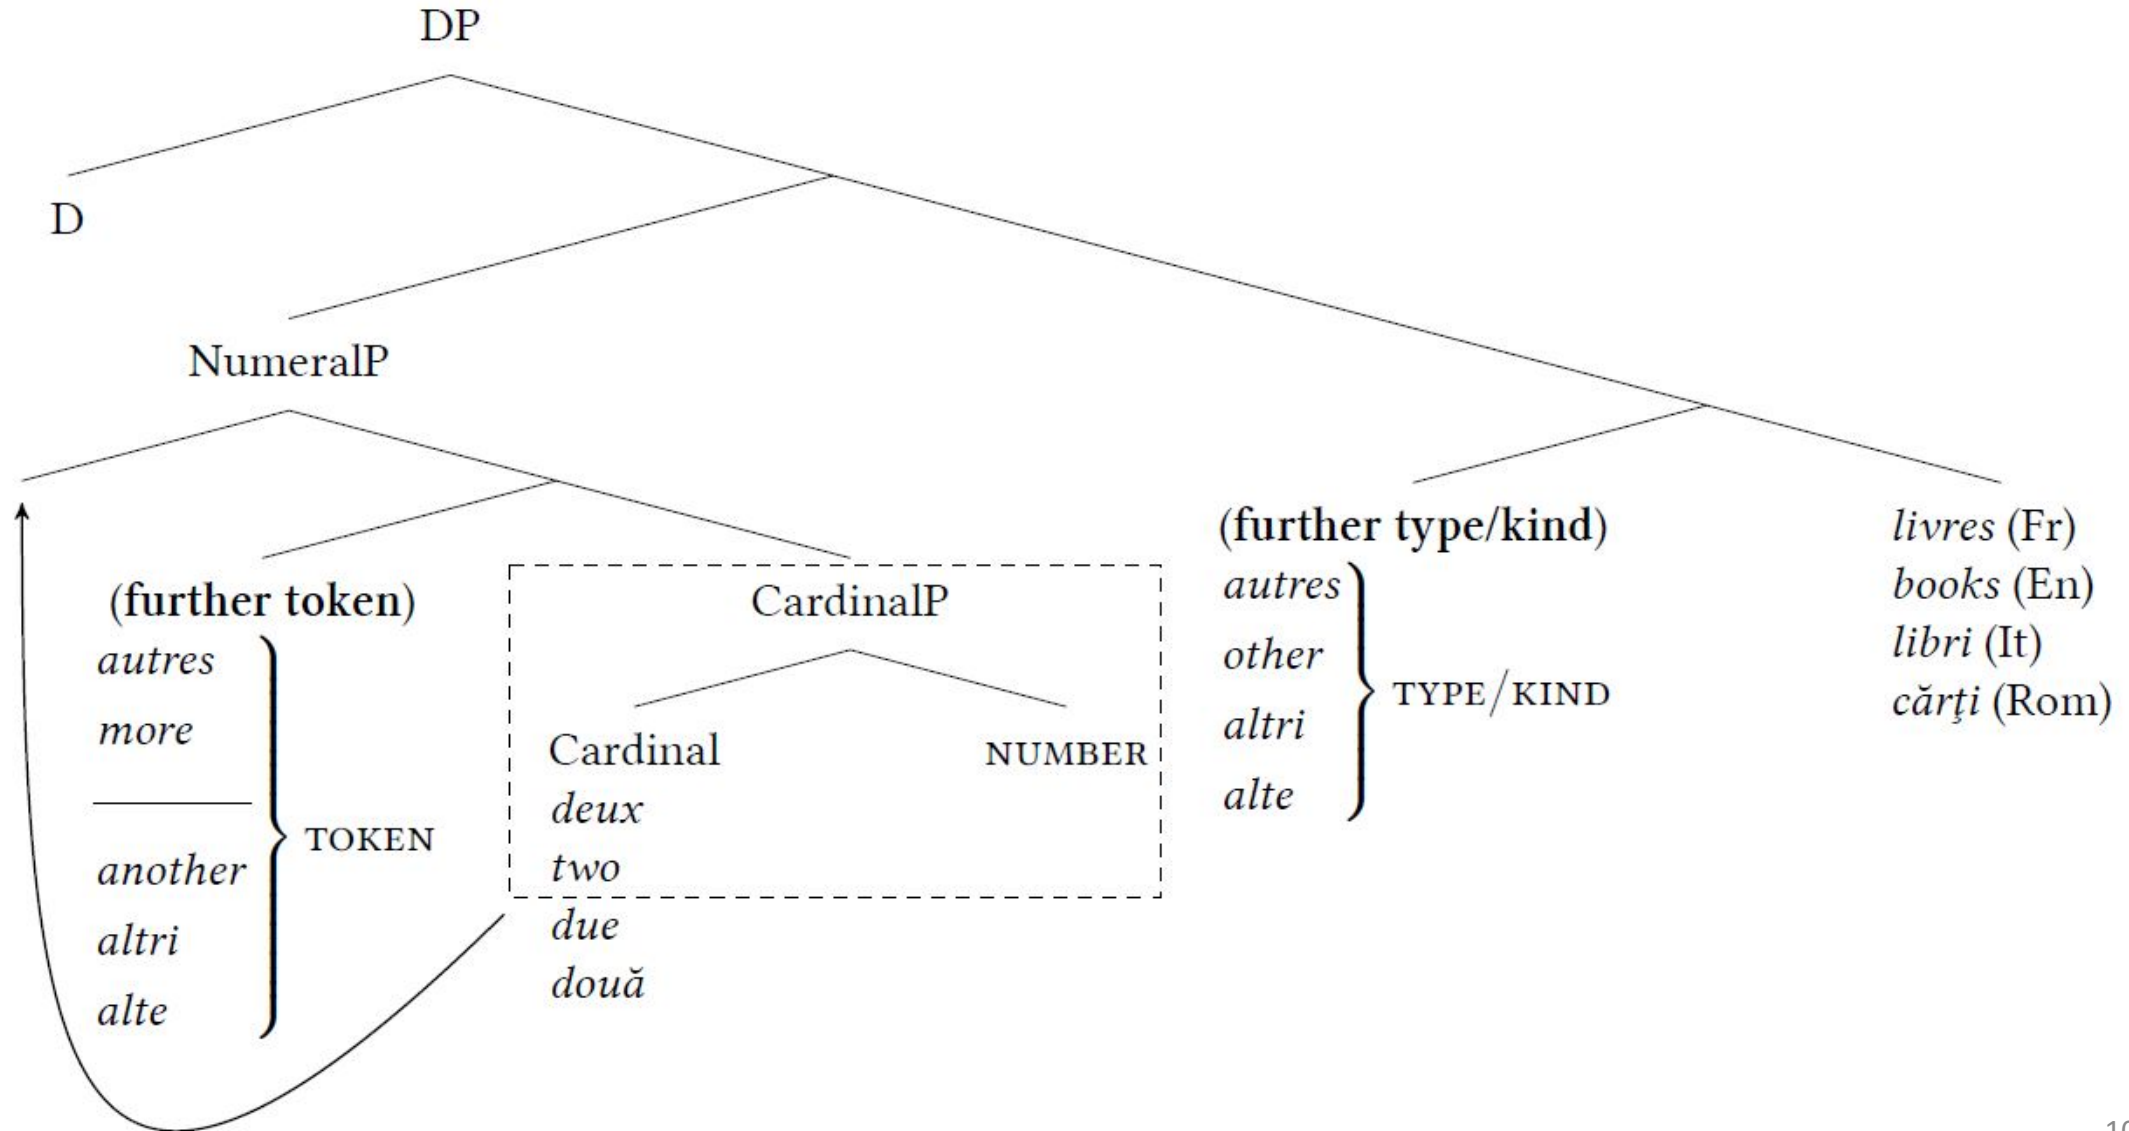 DP
D
NumeralP
(further token)
autres
more
another
altri
alte
TOKEN
CardinalP
Cardinal
deux
two
due
două
NUMBER
(further type/kind)
autres
other
altri
alte
TYPE/KIND
livres (Fr)
books (En)
libri (It)
cărţi (Rom)